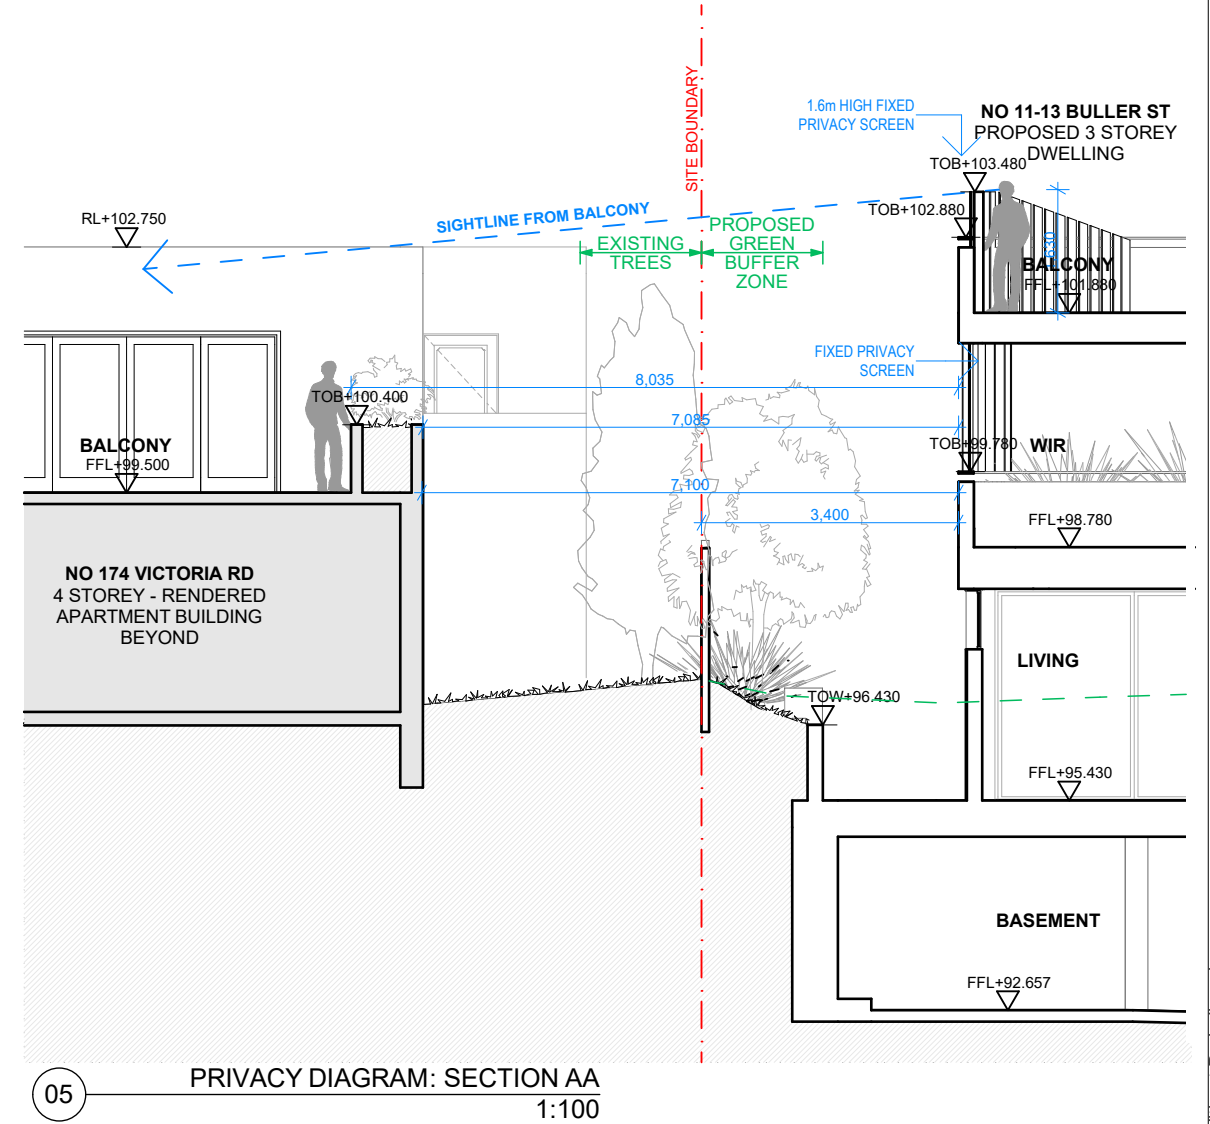 SITE BOUNDARY
1.6m HIGH FIXED
PRIVACY SCREEN
NO 11-13 BULLER ST
PROPOSED 3 STOREY
DWELLING
TOB+103.480
RL+102.750
SIGHTLINE FROM BALCONY
TOB+102.880
EXISTING
TREES
PROPOSED
GREEN
BUFFER
ZONE
BALCONY
FFL+101.880
FIXED PRIVACY
SCREEN
8,035
TOB+100.400
7,085
BALCONY
FFL+99.500
TOB+99.780
WIR
7,100
3,400
FFL+98.780
NO 174 VICTORIA RD
4 STOREY - RENDERED
APARTMENT BUILDING
BEYOND
LIVING
TOW+96.430
FFL+95.430
BASEMENT
FFL+92.657
05
PRIVACY DIAGRAM: SECTION AA
1:100